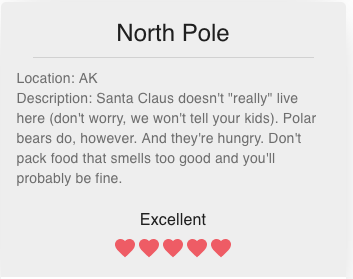 North Pole
Location: AK
Description: Santa Claus doesn't "really" live
here (don't worry, we won't tell your kids). Polar
bears do, however. And they're hungry. Don't
pack food that smells too good and you'll
probably be fine.
Excellent